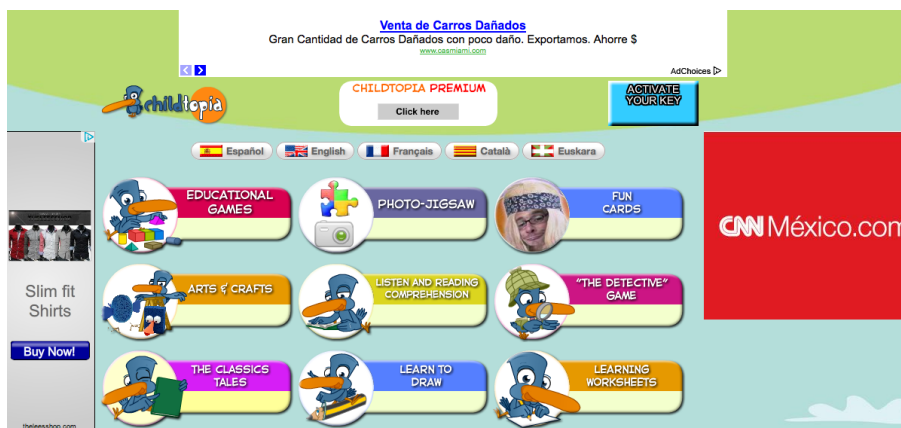 Venta de Carros Dañados
Gran Cantidad de Carros Dañados con poco daño. Exportamos. Ahorre $
www.casmiami.com
AdChoices
childtopia
CHILDTOPIA PREMIUM
Click here
ACTIVATE
YOUR KEY
Español
English
Français
Català
Euskara
EDUCATIONAL
GAMES
PHOTO-JIGSAW
FUN
CARDS
CNN México.com
Slim fit
Shirts
Buy Now!
ARTS & CRAFTS
LISTEN AND READING
COMPREHENSION
"THE DETECTIVE"
GAME
THE CLASSICS
TALES
LEARN TO
DRAW
LEARNING
WORKSHEETS